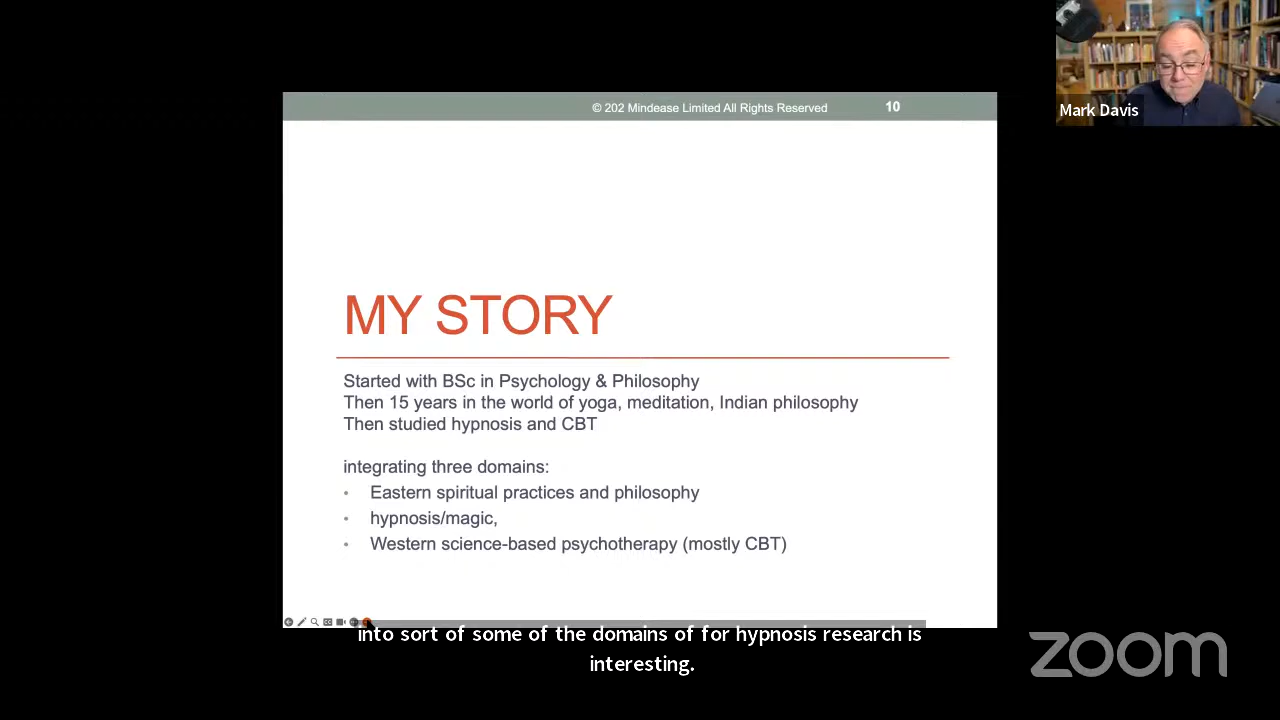 © 202 Mindease Limited All Rights Reserved
10
Mark Davis
MY STORY
Started with BSc in Psychology & Philosophy
Then 15 years in the world of yoga, meditation, Indian philosophy
Then studied hypnosis and CBT
integrating three domains:
• Eastern spiritual practices and philosophy
• hypnosis/magic,
• Western science-based psychotherapy (mostly CBT)
into sort of some of the domains of for hypnosis research is
interesting.
zoom